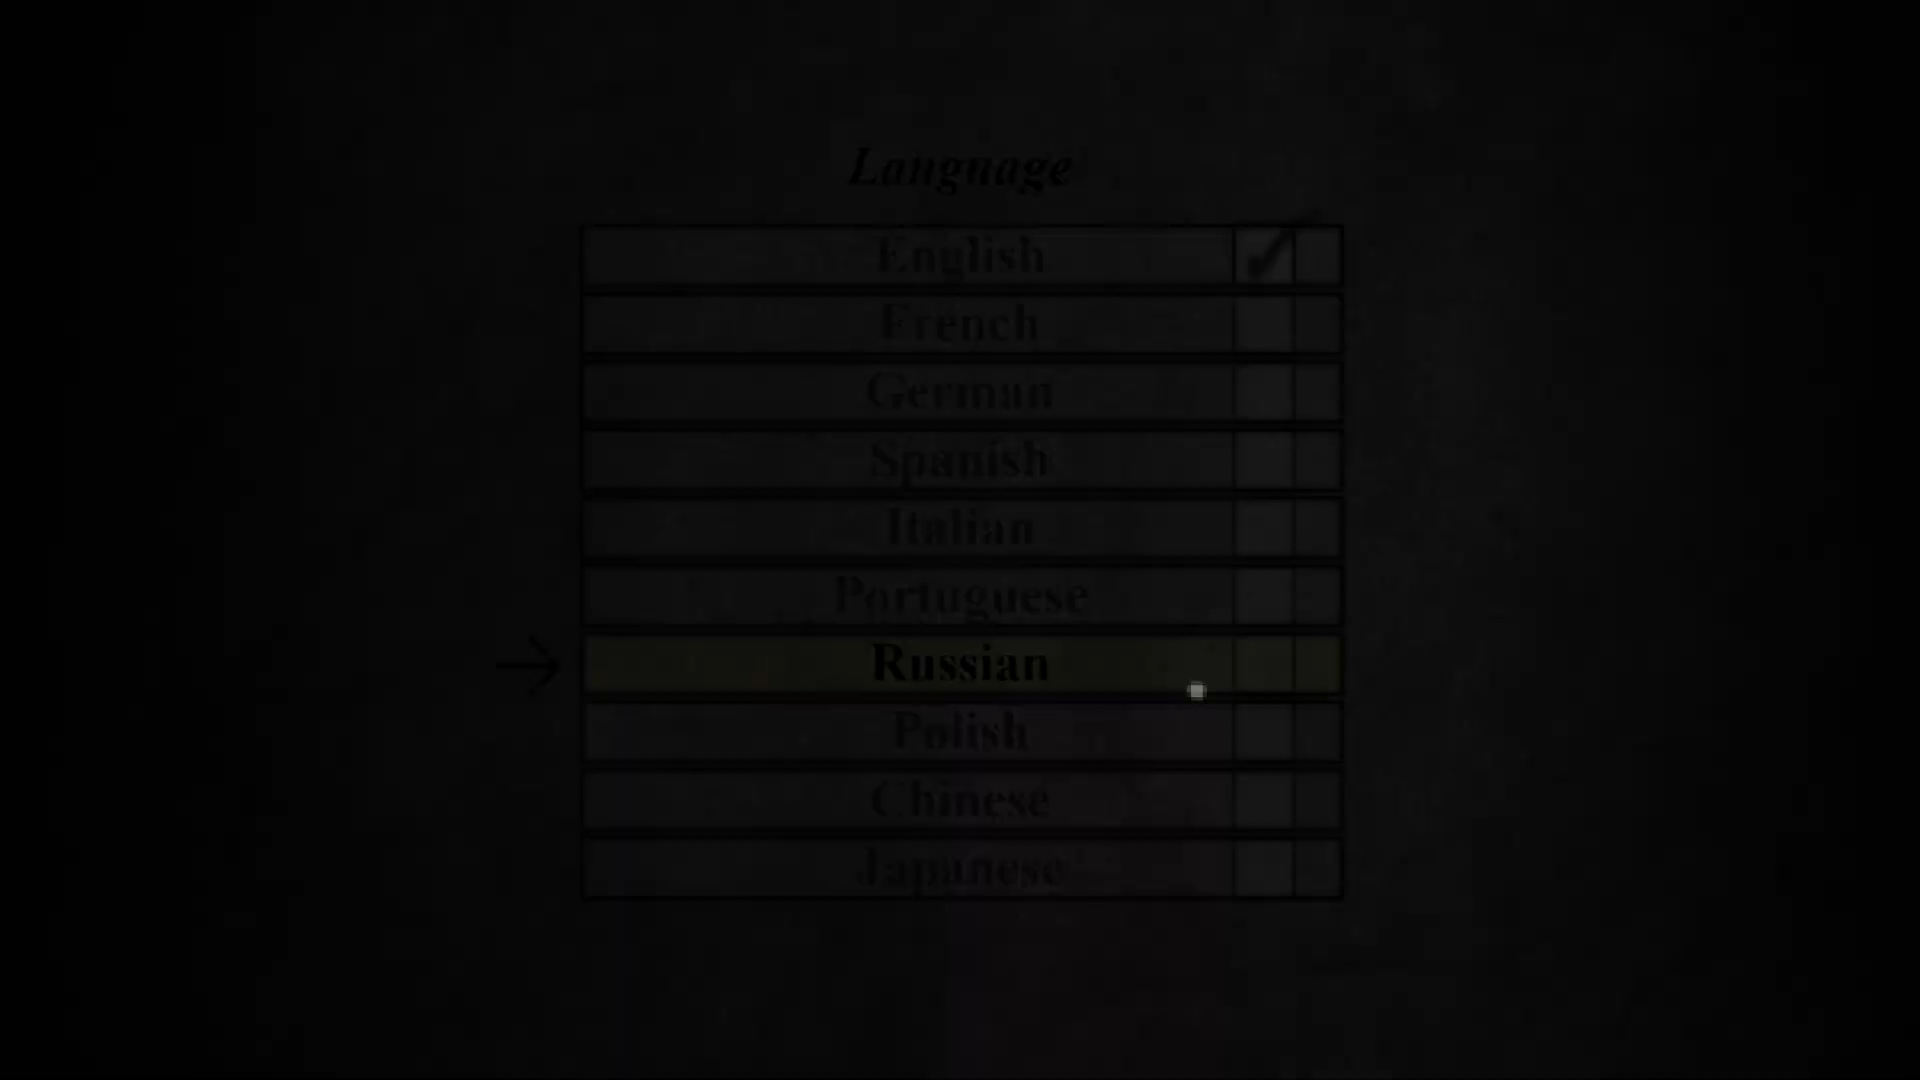 Language
English
French
German
Spanish
Italian
Portuguese
Russian
Polish
Chinese
Japanese